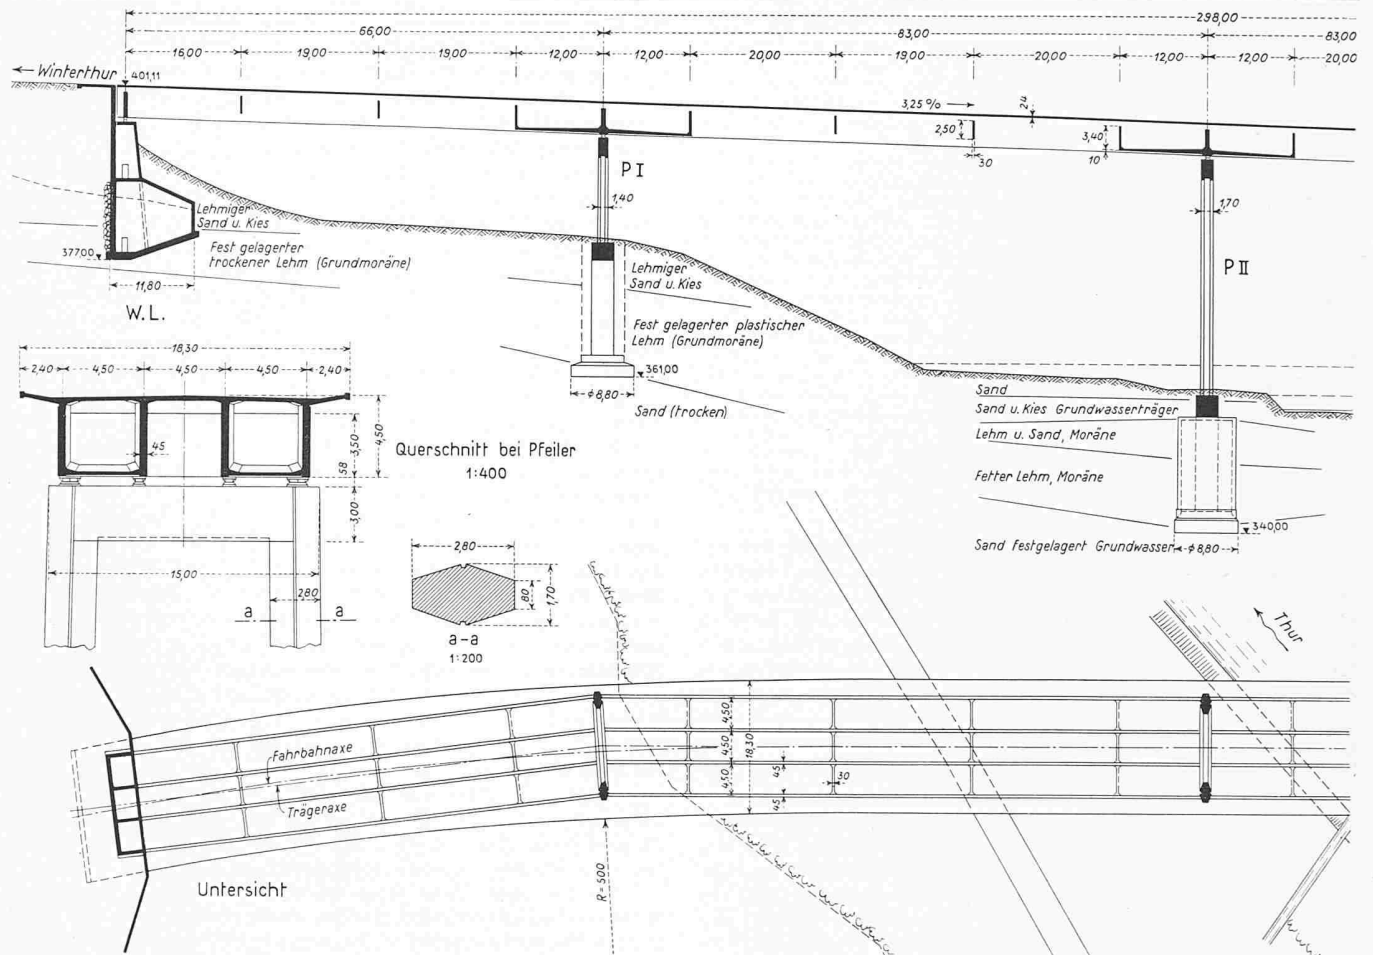 298,00
66,00
83,00
83,00
16,00
19,00
19,00
12,00
12,00
20,00
19,00
20,00
12,00
12,00
20,00
Winterthur
401,11
3,25 %
24
2,50
30
3,40
10
P I
1,40
1,70
P II
Lehmiger
Sand u. Kies
Fest gelagerter
trockener Lehm (Grundmoräne)
377,00
11,80
W.L.
Lehmiger
Sand u. Kies
Fest gelagerter plastischer
Lehm (Grundmoräne)
361,00
ϕ 8,80
Sand (trocken)
Sand
Sand u. Kies Grundwasserträger
Lehm u. Sand, Moräne
Fetter Lehm, Moräne
340,00
Sand festgelagert Grundwasser
ϕ 8,80
18,30
2,40
4,50
4,50
4,50
2,40
45
58
3,50
4,50
3,00
15,00
2,80
a
a
Querschnitt bei Pfeiler
1:400
2,80
80
1,70
a-a
1:200
Thur
Fahrbahnaxe
Trägeraxe
4,50
4,50
4,50
18,30
45
45
30
R = 500
Untersicht